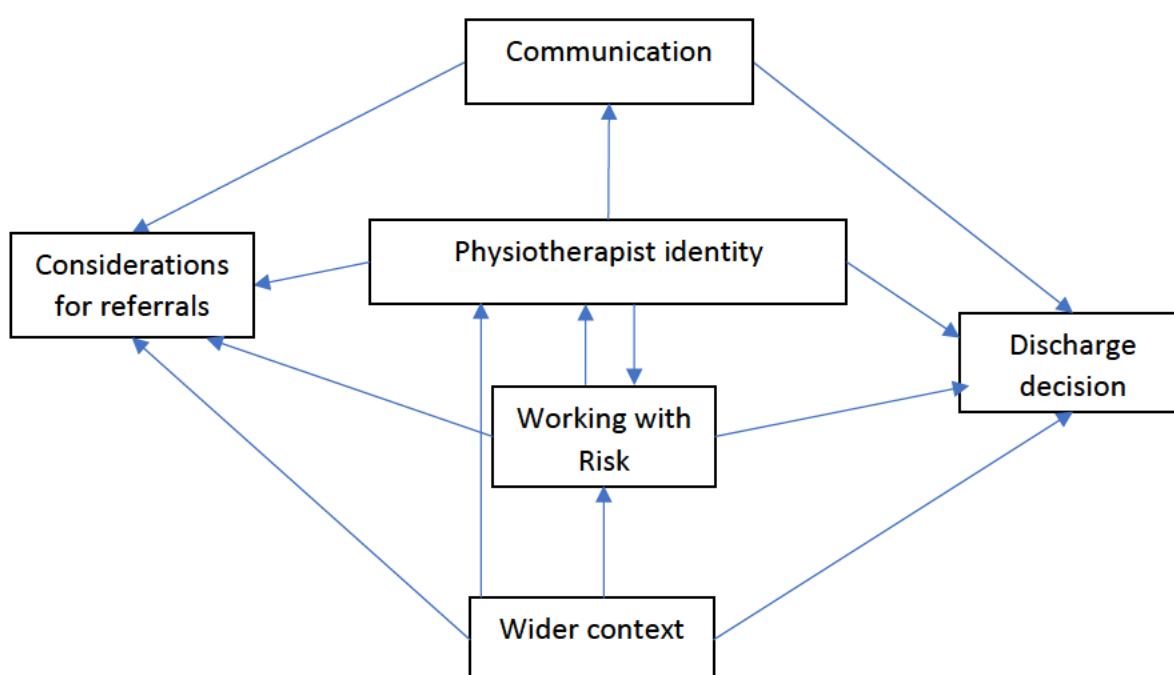 Communication
Physiotherapist identity
Considerations
for referrals
Discharge
decision
Working with
Risk
Wider context